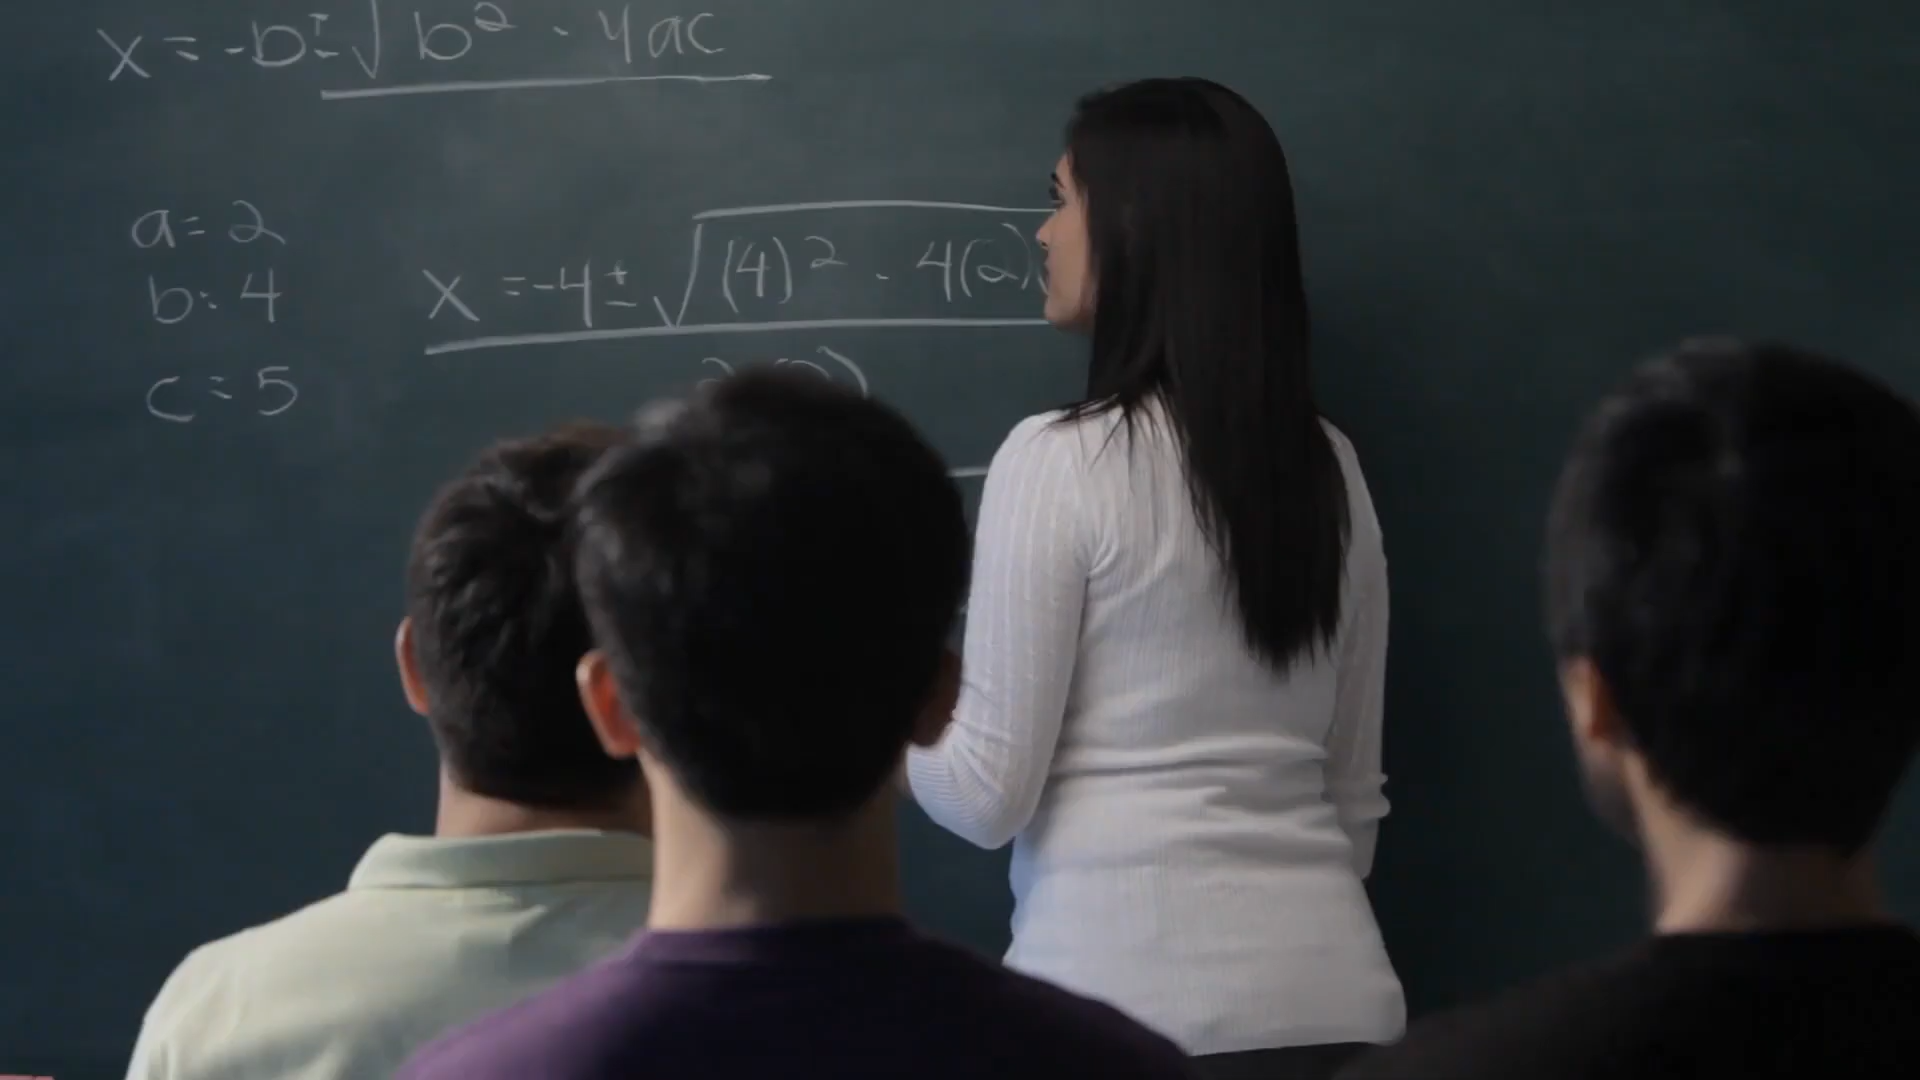 x = -b ± √ b² - 4ac
a = 2
b: 4
x = -4 ± √ (4)² - 4(2)
c = 5